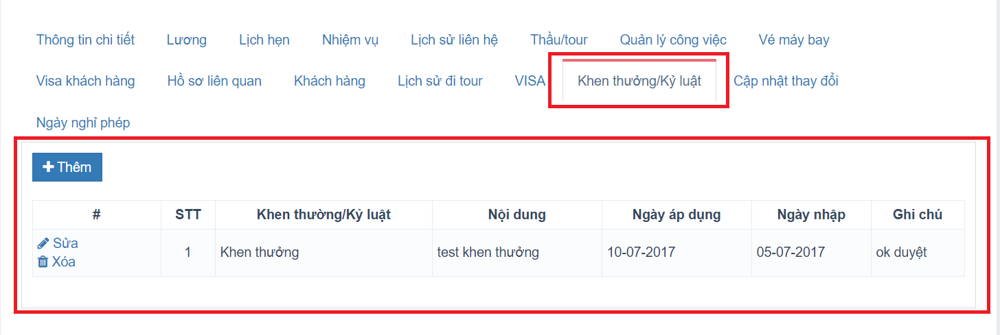 Thông tin chi tiết Lương Lịch hẹn Nhiệm vụ Lịch sử liên hệ Thầu/tour Quản lý công việc Vé máy bay
Visa khách hàng Hồ sơ liên quan Khách hàng Lịch sử đi tour VISA Khen thưởng/Kỷ luật Cập nhật thay đổi
Ngày nghỉ phép
Thêm
# STT Khen thường/Kỷ luật Nội dung Ngày áp dụng Ngày nhập Ghi chú
Sửa
1 Khen thưởng test khen thưởng 10-07-2017 05-07-2017 ok duyệt
Xóa